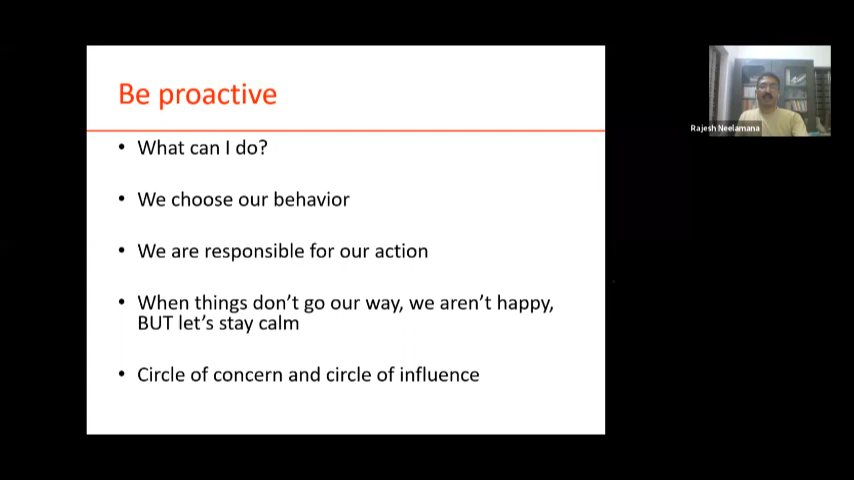 Be proactive
• What can I do?
• We choose our behavior
• We are responsible for our action
• When things don’t go our way, we aren’t happy,
BUT let’s stay calm
• Circle of concern and circle of influence
Rajesh Neelamana